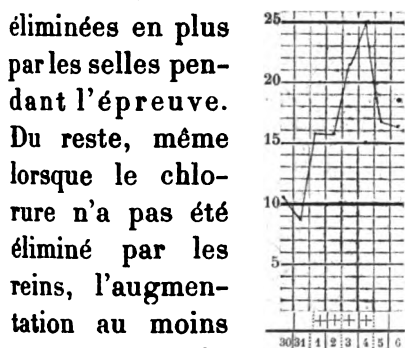 éliminées en plus
par les selles pen-
dant l'épreuve.
Du reste, même
lorsque le chlo-
rure n'a pas été
éliminé par les
reins, l'augmen-
tation au moins
25
20
15
10
5
+ + + +
30 31 1 2 3 4 5 6